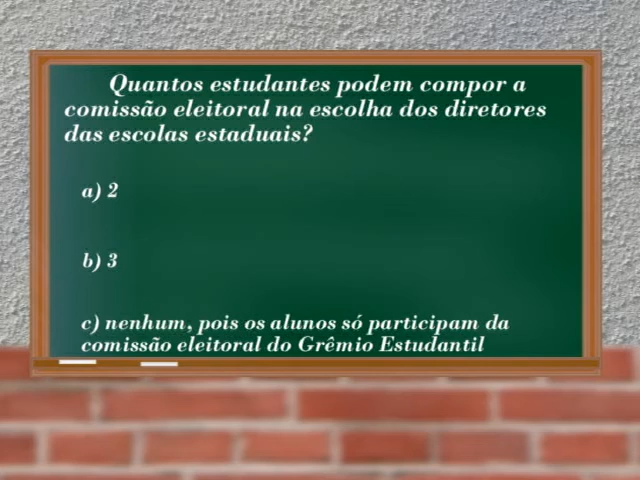 Quantos estudantes podem compor a
comissão eleitoral na escolha dos diretores
das escolas estaduais?
a) 2
b) 3
c) nenhum, pois os alunos só participam da
comissão eleitoral do Grêmio Estudantil